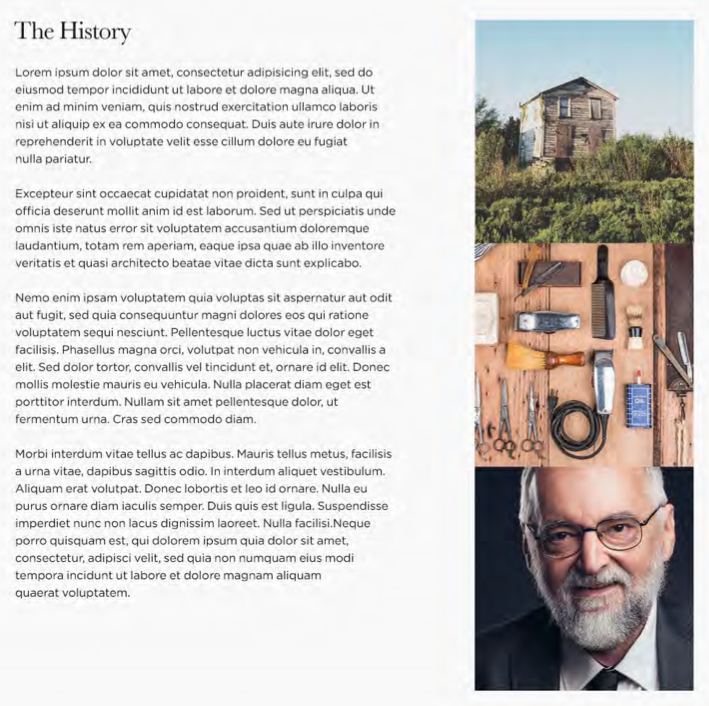 The History
Lorem ipsum dolor sit amet, consectetur adipisicing elit, sed do
eiusmod tempor incididunt ut labore et dolore magna aliqua. Ut
enim ad minim veniam, quis nostrud exercitation ullamco laboris
nisi ut aliquip ex ea commodo consequat. Duis aute irure dolor in
reprehenderit in voluptate velit esse cillum dolore eu fugiat
nulla pariatur.
Excepteur sint occaecat cupidatat non proident, sunt in culpa qui
officia deserunt mollit anim id est laborum. Sed ut perspiciatis unde
omnis iste natus error sit voluptatem accusantium doloremque
laudantium, totam rem aperiam, eaque ipsa quae ab illo inventore
veritatis et quasi architecto beatae vitae dicta sunt explicabo.
Nemo enim ipsam voluptatem quia voluptas sit aspernatur aut odit
aut fugit, sed quia consequuntur magni dolores eos qui ratione
voluptatem sequi nesciunt. Pellentesque luctus vitae dolor eget
facilisis. Phasellus magna orci, volutpat non vehicula in, convallis a
elit. Sed dolor tortor, convallis vel tincidunt et, ornare id elit. Donec
mollis molestie mauris eu vehicula. Nulla placerat diam eget est
porttitor interdum. Nullam sit amet pellentesque dolor, ut
fermentum urna. Cras sed commodo diam.
Morbi interdum vitae tellus ac dapibus. Mauris tellus metus, facilisis
a urna vitae, dapibus sagittis odio. In interdum aliquet vestibulum.
Aliquam erat volutpat. Donec lobortis et leo id ornare. Nulla eu
purus ornare diam iaculis semper. Duis quis est ligula. Suspendisse
imperdiet nunc non lacus dignissim laoreet. Nulla facilisi.Neque
porro quisquam est, qui dolorem ipsum quia dolor sit amet,
consectetur, adipisci velit, sed quia non numquam eius modi
tempora incidunt ut labore et dolore magnam aliquam
quaerat voluptatem.
OIL